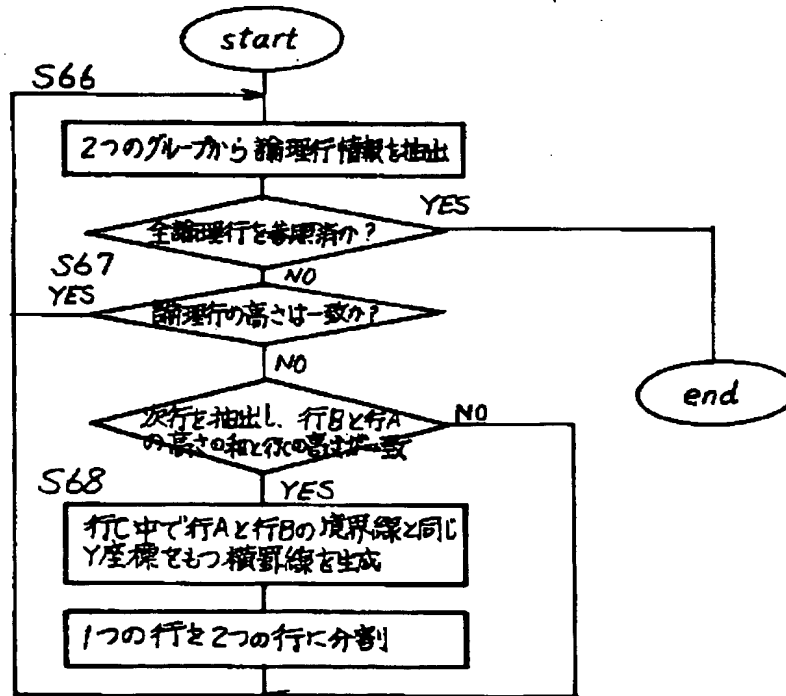 start
S66
2つのグループから論理行情報を抽出
YES
全論理行を参照済か?
S67
NO
YES
論理行の高さは一致か?
NO
end
次行を抽出し、行Bと行A
の高さの和と行Cの高さが一致
NO
S68
YES
行C中で行Aと行Bの境界線と同じ
Y座標をもつ横罫線を生成
1つの行を2つの行に分割